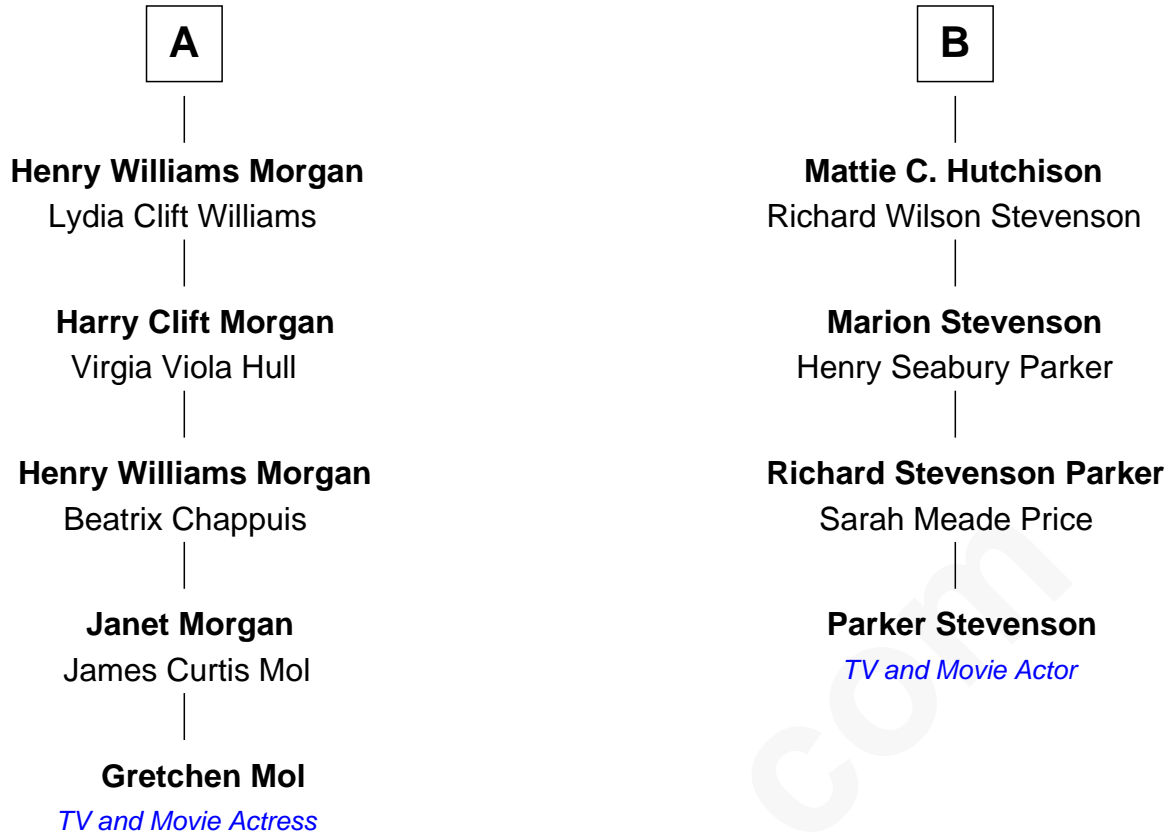 A
Henry Williams Morgan
Lydia Clift Williams
Harry Clift Morgan
Virgia Viola Hull
Henry Williams Morgan
Beatrix Chappuis
Janet Morgan
James Curtis Mol
Gretchen Mol
TV and Movie Actress
B
Mattie C. Hutchison
Richard Wilson Stevenson
Marion Stevenson
Henry Seabury Parker
Richard Stevenson Parker
Sarah Meade Price
Parker Stevenson
TV and Movie Actor
com